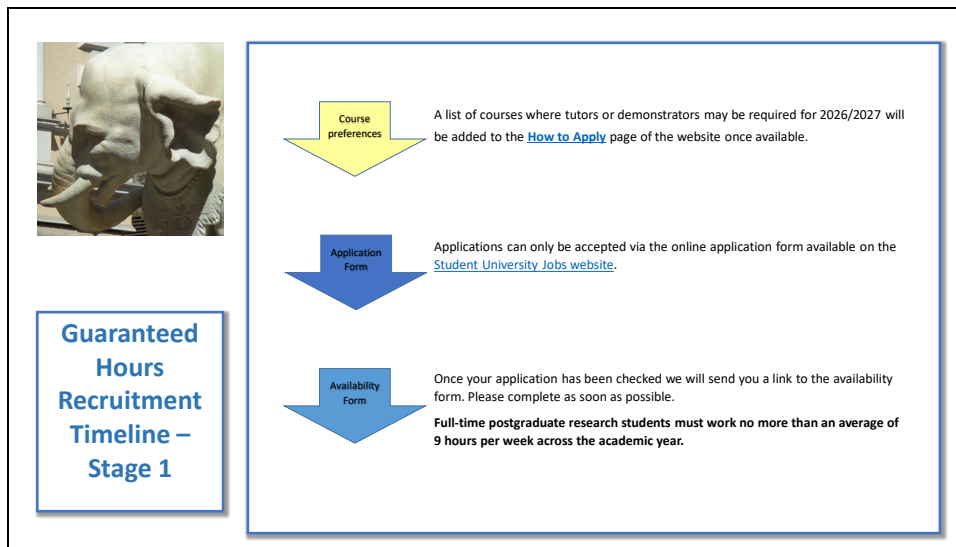 Guaranteed
Hours
Recruitment
Timeline –
Stage 1
Course
preferences
A list of courses where tutors or demonstrators may be required for 2026/2027 will
be added to the How to Apply page of the website once available.
Application
Form
Applications can only be accepted via the online application form available on the
Student University Jobs website.
Availability
Form
Once your application has been checked we will send you a link to the availability
form. Please complete as soon as possible.
Full-time postgraduate research students must work no more than an average of
9 hours per week across the academic year.